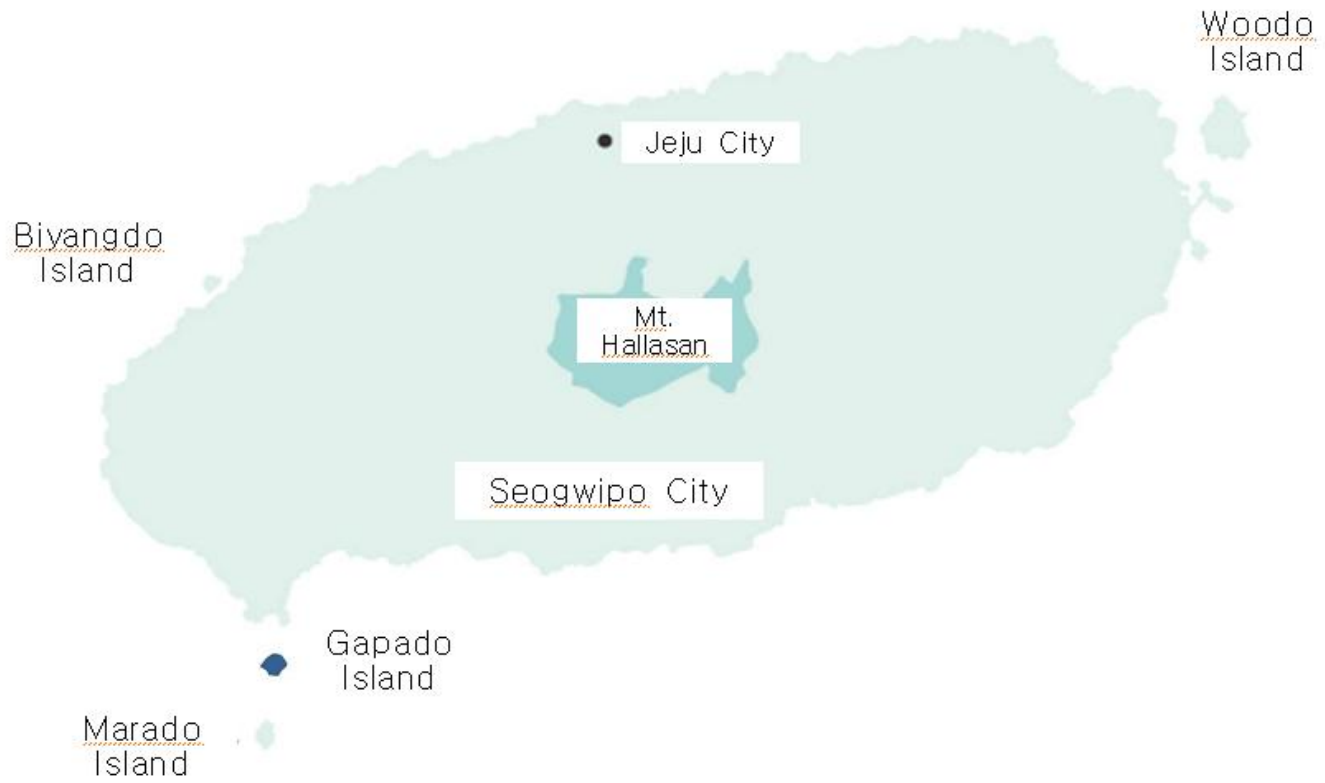 Woodo
Island
Jeju City
Biyangdo
Island
Mt.
Hallasan
Seogwipo City
Gapado
Island
Marado
Island